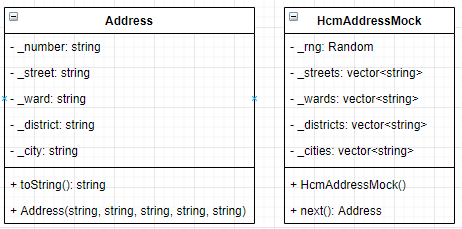 Address
- _number: string
- _street: string
- _ward: string
- _district: string
- _city: string
+ toString(): string
+ Address(string, string, string, string, string)
HcmAddressMock
- _rng: Random
- _streets: vector<string>
- _wards: vector<string>
- _districts: vector<string>
- _cities: vector<string>
+ HcmAddressMock()
+ next(): Address